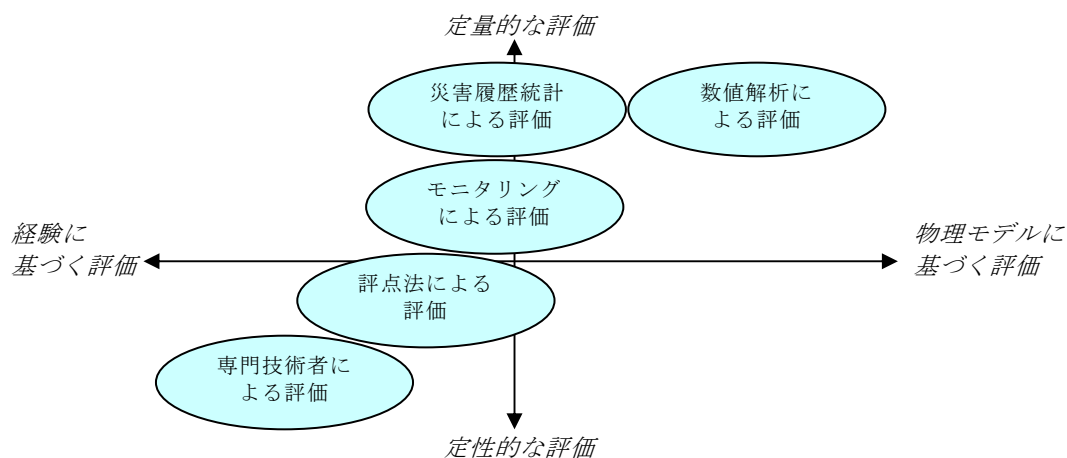 定量的な評価
災害履歴統計
による評価
数値解析に
よる評価
モニタリング
による評価
経験に
基づく評価
物理モデルに
基づく評価
評点法による
評価
専門技術者に
よる評価
定性的な評価